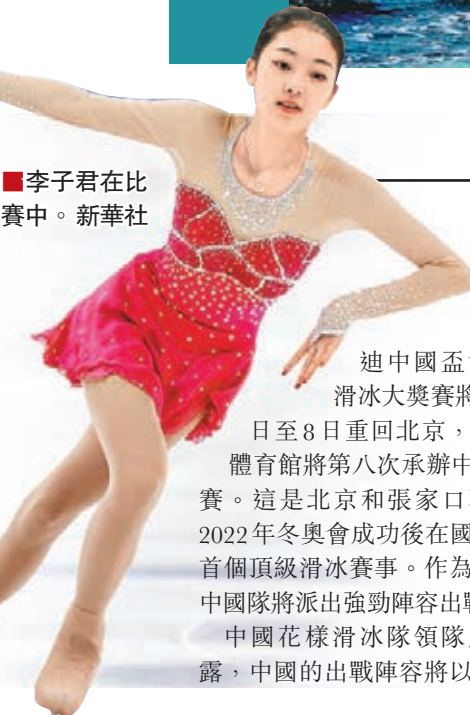 ■李子君在比
賽中。 新華社
迪中國盃
滑冰大獎賽將
日至8日重回北京，
體育館將第八次承辦中
賽。這是北京和張家口
2022年冬奧會成功後在國
首個頂級滑冰賽事。作為
中國隊將派出強勁陣容出戰
中國花樣滑冰隊領隊
露，中國的出戰陣容將以